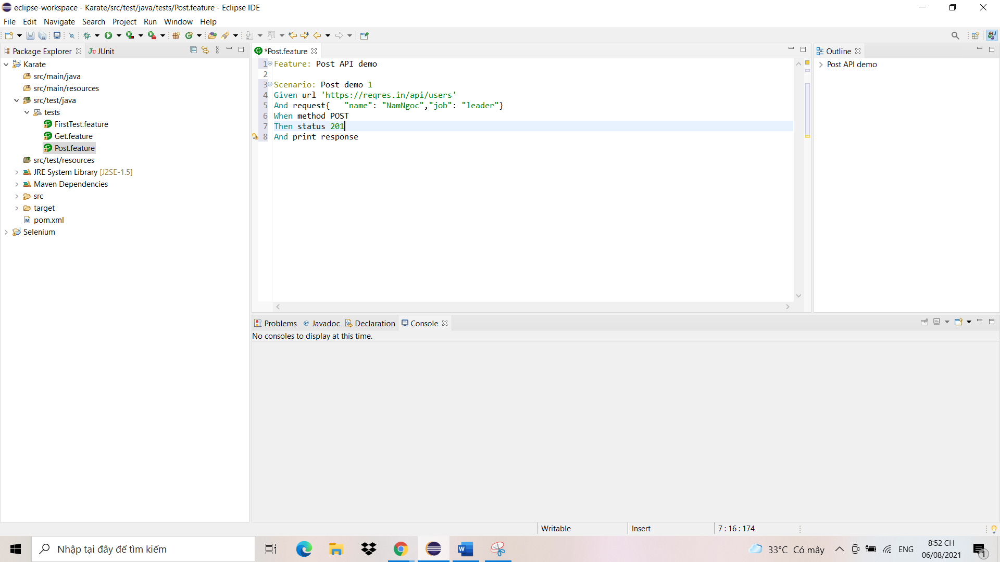 eclipse-workspace - Karate/src/test/java/tests/Post.feature - Eclipse IDE
File Edit Navigate Search Project Run Window Help
Package Explorer
JUnit
*Post.feature
Outline
Karate
src/main/java
src/main/resources
src/test/java
tests
FirstTest.feature
Get.feature
Post.feature
src/test/resources
JRE System Library [J2SE-1.5]
Maven Dependencies
src
target
pom.xml
Selenium
1 Feature: Post API demo
2
3 Scenario: Post demo 1
4 Given url 'https://reqres.in/api/users'
5 And request{   "name": "NamNgoc","job": "leader"}
6 When method POST
7 Then status 201
8 And print response
Post API demo
Problems @ Javadoc Declaration Console
No consoles to display at this time.
Writable Insert 7 : 16 : 174
Nhập tại đây để tìm kiếm
33°C Có mây
ENG
8:52 CH
06/08/2021
1